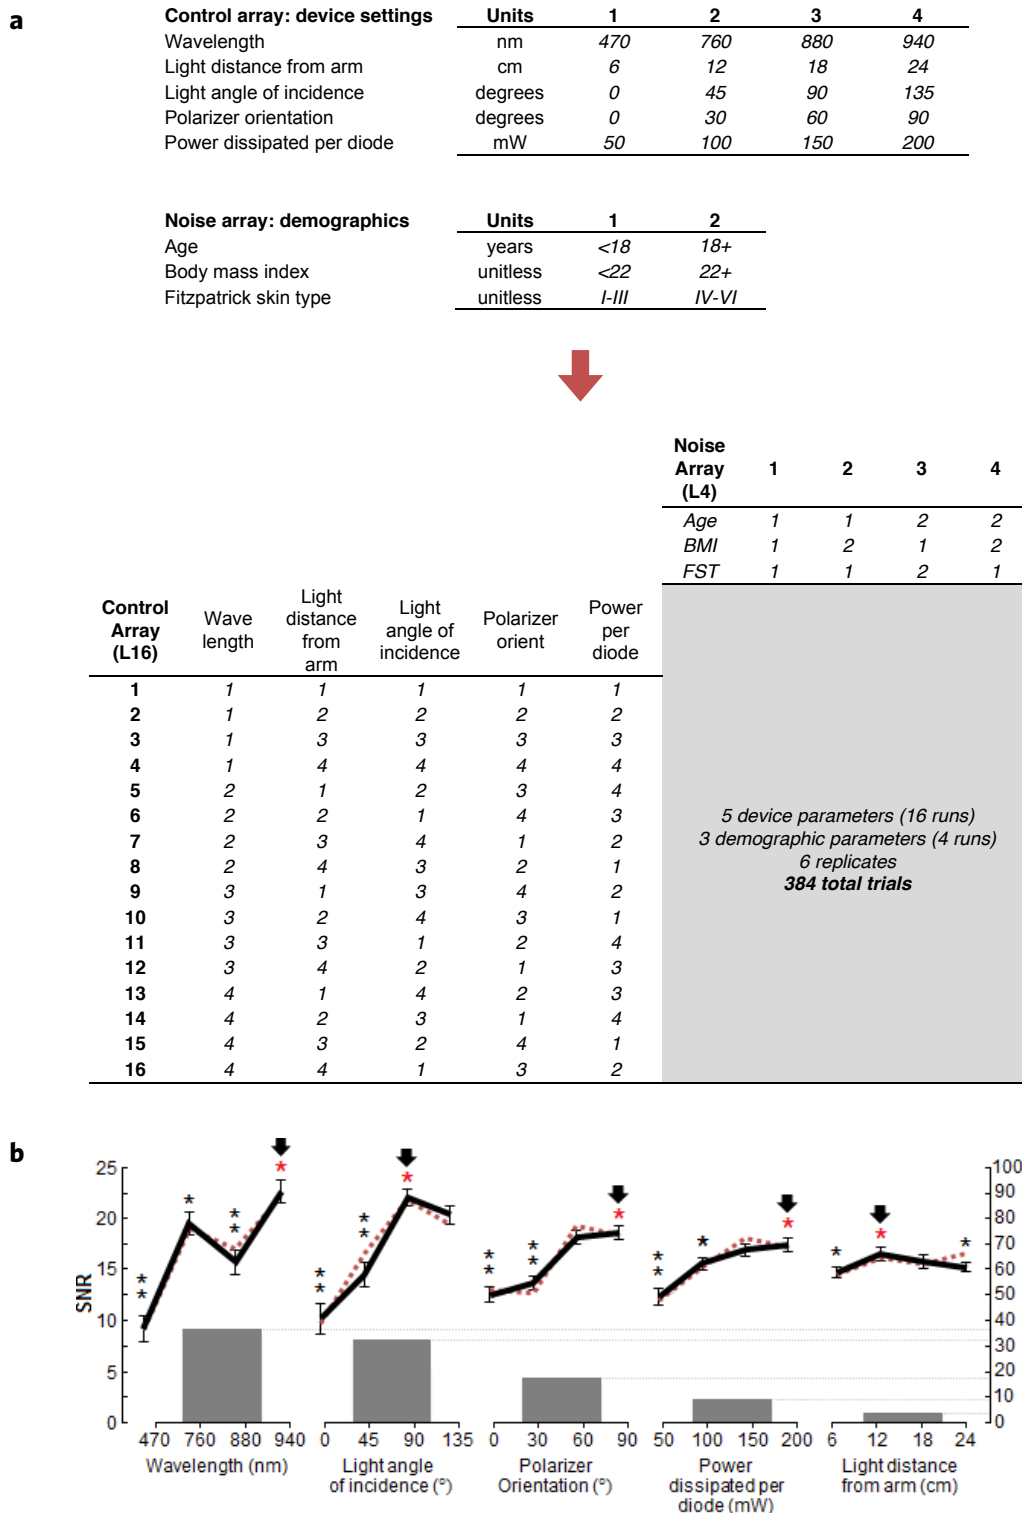 a
Control array: device settings Units 1 2 3 4
Wavelength nm 470 760 880 940
Light distance from arm cm 6 12 18 24
Light angle of incidence degrees 0 45 90 135
Polarizer orientation degrees 0 30 60 90
Power dissipated per diode mW 50 100 150 200
Noise array: demographics Units 1 2
Age years <18 18+
Body mass index unitless <22 22+
Fitzpatrick skin type unitless I-III IV-VI
Noise
Array 1 2 3 4
(L4)
Age 1 1 2 2
BMI 1 2 1 2
FST 1 1 2 1
Control Array (L16) Wave length Light distance from arm Light angle of incidence Polarizer orient Power per diode
1 1 1 1 1 1
2 1 2 2 2 2
3 1 3 3 3 3
4 1 4 4 4 4
5 2 1 2 3 4
6 2 2 1 4 3
7 2 3 4 1 2
8 2 4 3 2 1
9 3 1 3 4 2
10 3 2 4 3 1
11 3 3 1 2 4
12 3 4 2 1 3
13 4 1 4 2 3
14 4 2 3 1 4
15 4 3 2 4 1
16 4 4 1 3 2
5 device parameters (16 runs)
3 demographic parameters (4 runs)
6 replicates
384 total trials
b
SNR
25
20
15
10
5
0
* * * * * *
* * * * * *
* * * * *
* * * * *
100
90
80
70
60
50
40
30
20
10
0
470 760 880 940 0 45 90 135 0 30 60 90 50 100 150 200 6 12 18 24
Wavelength (nm)
Light angle
of incidence (°)
Polarizer
Orientation (°)
Power
dissipated per
diode (mW)
Light distance
from arm (cm)